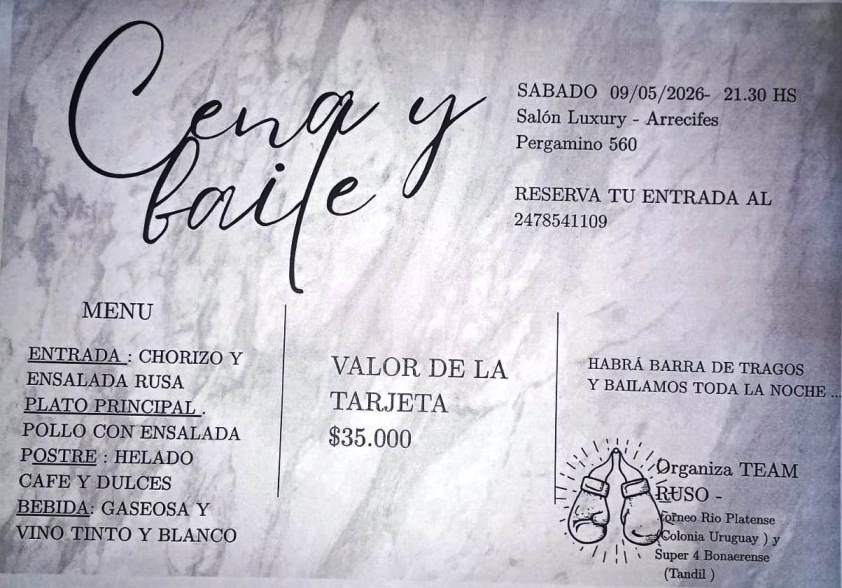 Cena y
baile
SABADO 09/05/2026- 21.30 HS
Salón Luxury - Arrecifes
Pergamino 560
RESERVA TU ENTRADA AL
2478541109
MENU
ENTRADA : CHORIZO Y
ENSALADA RUSA
PLATO PRINCIPAL .
POLLO CON ENSALADA
POSTRE : HELADO
CAFE Y DULCES
BEBIDA: GASEOSA Y
VINO TINTO Y BLANCO
VALOR DE LA
TARJETA
$35.000
HABRÁ BARRA DE TRAGOS
Y BAILAMOS TODA LA NOCHE ...
Organiza TEAM
RUSO -
Torneo Rio Platense
(Colonia Uruguay ) y
Super 4 Bonaerense
(Tandil )